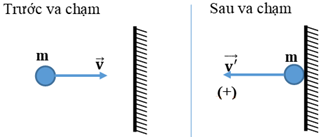 Trước va chạm
m
v⃗
Sau va chạm
v⃗'
m
(+)